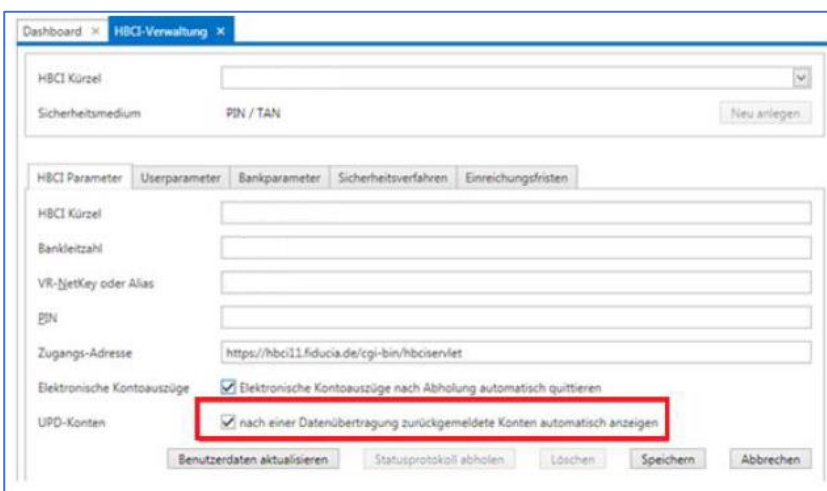 Dashboard × HBCI-Verwaltung ×
HBCI Kürzel
Sicherheitsmedium PIN / TAN Neu anlegen
HBCI Parameter Userparameter Bankparameter Sicherheitsverfahren Einreichungsfristen
HBCI Kürzel
Bankleitzahl
VR-NetKey oder Alias
PIN
Zugangs-Adresse https://hbci11.fiducia.de/cgi-bin/hbciservlet
Elektronische Kontoauszüge Elektronische Kontoauszüge nach Abholung automatisch quittieren
UPD-Konten nach einer Datenübertragung zurückgemeldete Konten automatisch anzeigen
Benutzerdaten aktualisieren Statusprotokoll abholen Löschen Speichern Abbrechen